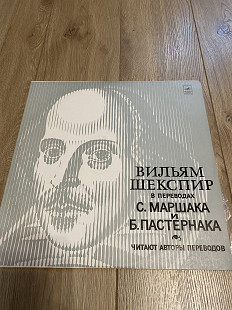 ВИЛЬЯМ
ШЕКСПИР
В ПЕРЕВОДАХ
С. МАРШАКА
И
Б. ПАСТЕРНАКА
ЧИТАЮТ АВТОРЫ ПЕРЕВОДОВ